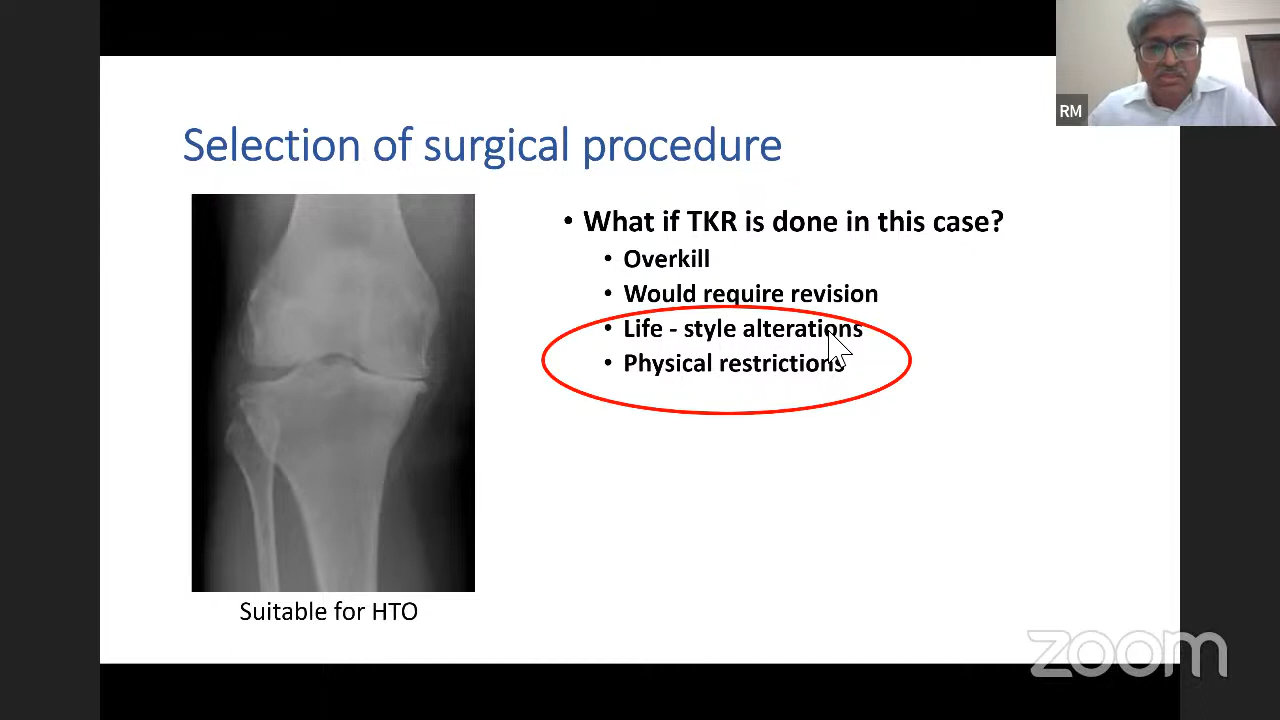 RM
Selection of surgical procedure
• What if TKR is done in this case?
• Overkill
• Would require revision
• Life - style alterations
• Physical restrictions
Suitable for HTO
zoom